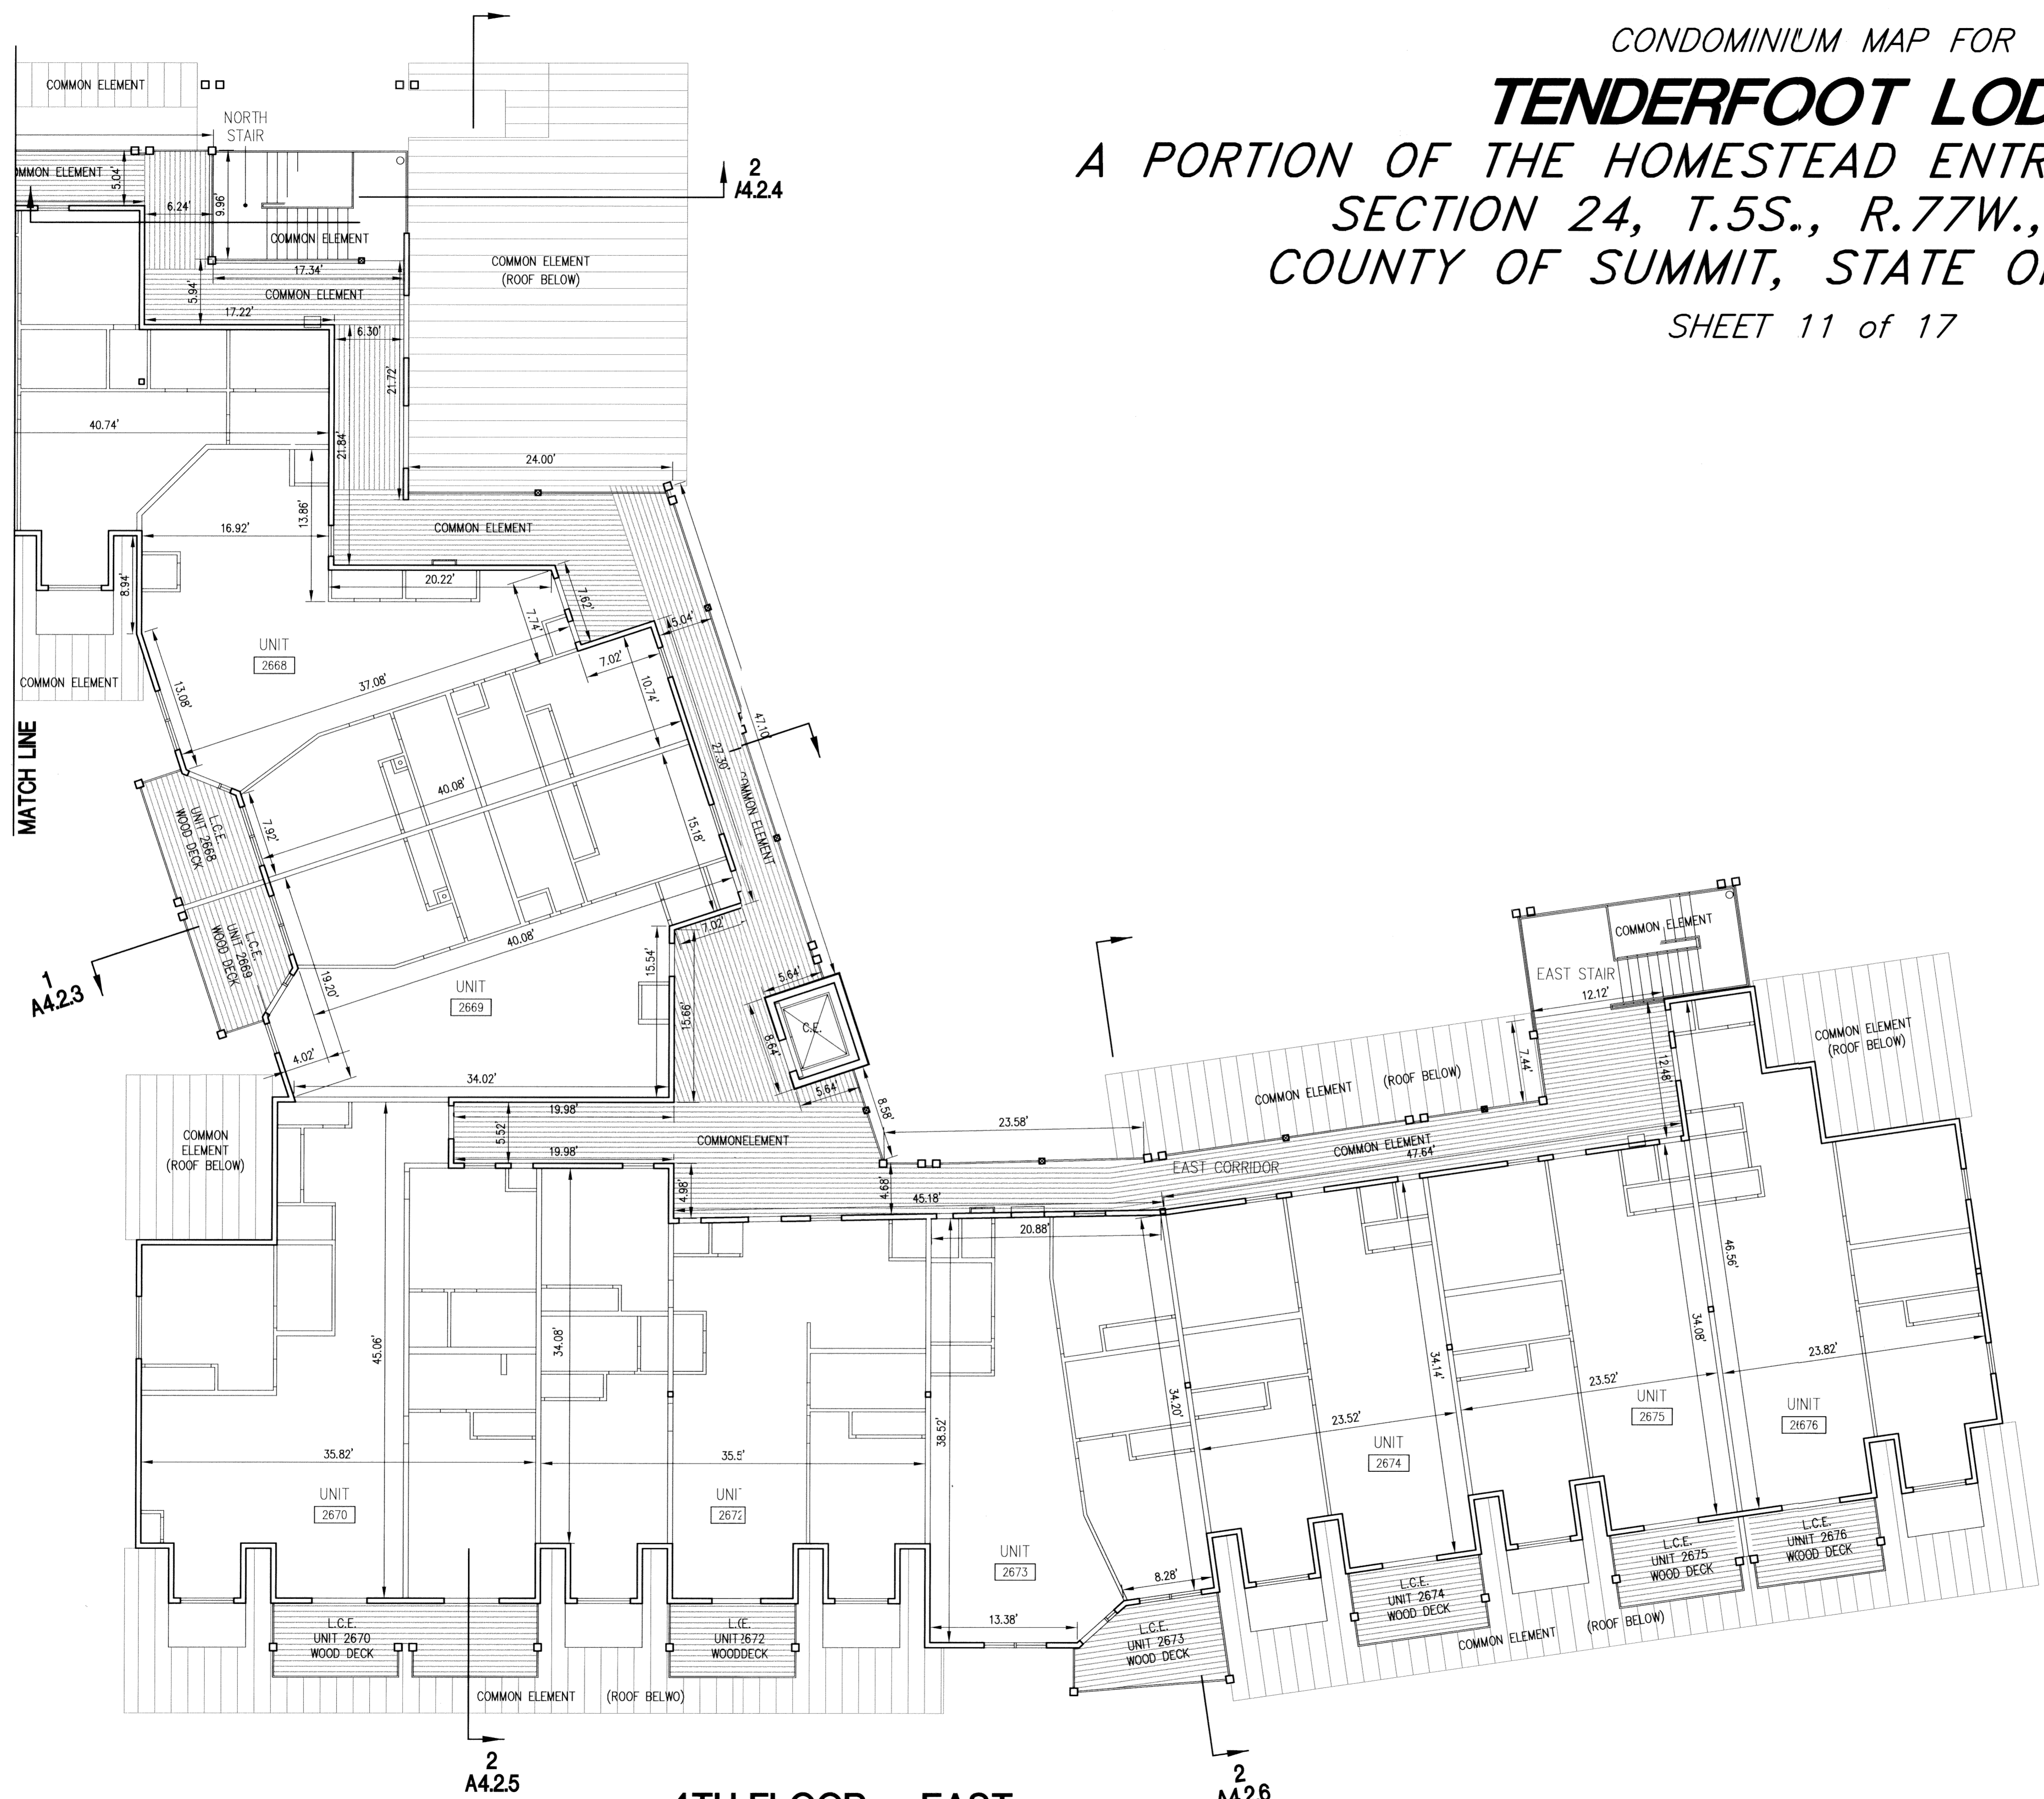 CONDOMINIUM MAP FOR
TENDERFOOT LOD
A PORTION OF THE HOMESTEAD ENTR
SECTION 24, T.5S., R.77W.,
COUNTY OF SUMMIT, STATE O
SHEET 11 of 17
COMMON ELEMENT
NORTH
STAIR
2
A4.2.4
MMON ELEMENT
5.04'
6.24'
9.96'
COMMON ELEMENT
17.34'
5.94'
COMMON ELEMENT
17.22'
6.30'
COMMON ELEMENT
(ROOF BELOW)
21.72'
40.74'
21.84'
24.00'
13.86'
16.92'
COMMON ELEMENT
8.94'
20.22'
7.62'
7.74'
5.04'
UNIT
2668
7.02'
COMMON ELEMENT
37.08'
10.74'
13.08'
47.10'
MATCH LINE
27.30'
40.08'
COMMON ELEMENT
L.C.E.
UNIT 2668
WOOD DECK
7.92'
15.18'
L.C.E.
UNIT 2669
WOOD DECK
7.02'
40.08'
1
A4.2.3
19.20'
15.54'
UNIT
2669
15.66'
5.64'
C.E.
8.64'
5.64'
4.02'
34.02'
8.58'
COMMON ELEMENT
EAST STAIR
12.12'
COMMON ELEMENT
(ROOF BELOW)
7.44'
12.48'
COMMON ELEMENT (ROOF BELOW)
COMMON
ELEMENT
(ROOF BELOW)
19.98'
5.52'
COMMONELEMENT
19.98'
23.58'
COMMON ELEMENT
47.64'
EAST CORRIDOR
4.98'
4.68'
45.18'
20.88'
45.06'
34.08'
38.52'
34.20'
34.14'
34.08'
46.56'
23.82'
23.52'
23.52'
UNIT
2675
UNIT
2676
UNIT
2674
35.82'
35.5'
UNIT
2670
UNI
2672
UNIT
2673
8.28'
13.38'
L.C.E.
UNIT 2670
WOOD DECK
L.C.E.
UNIT 2672
WOODDECK
L.C.E.
UNIT 2673
WOOD DECK
L.C.E.
UNIT 2674
WOOD DECK
L.C.E.
UNIT 2675
WOOD DECK
L.C.E.
UNIT 2676
WOOD DECK
COMMON ELEMENT (ROOF BELOW)
COMMON ELEMENT (ROOF BELWO)
2
A4.2.5
2
A4.2.6
4TH FLOOR EAST